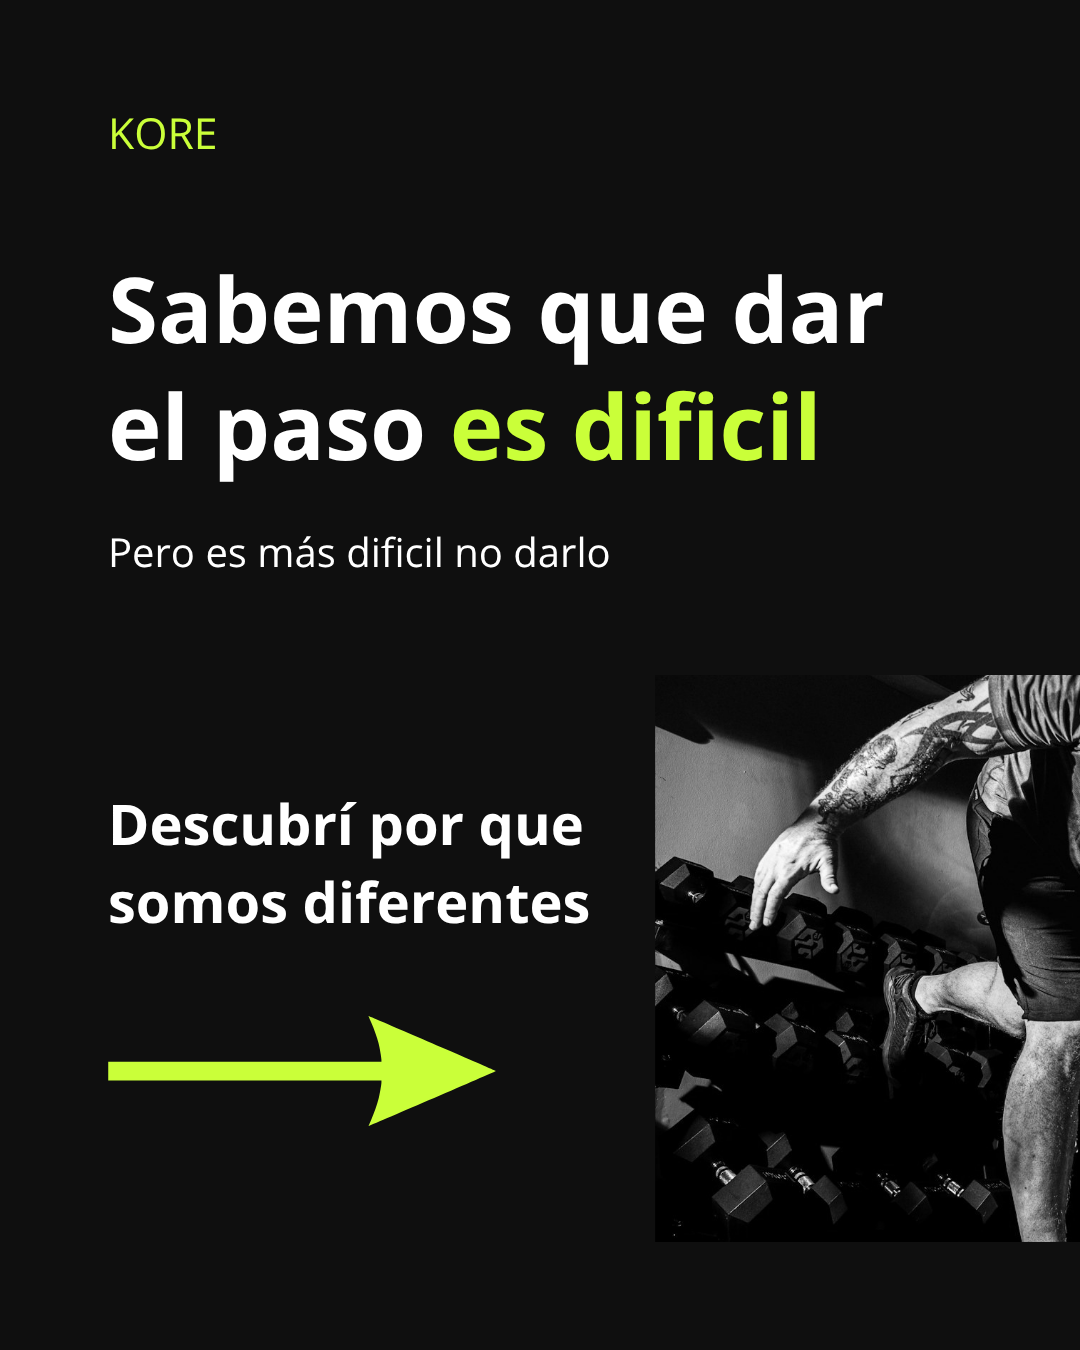 KORE
Sabemos que dar
el paso es dificil
Pero es más dificil no darlo
Descubrí por que
somos diferentes